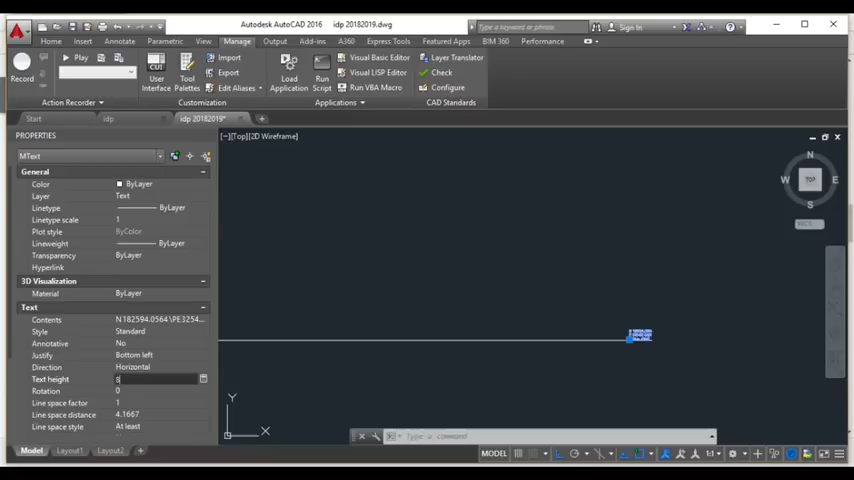 Autodesk AutoCAD 2016 idp 20182019.dwg
Type a keyword or phrase
Sign In
Home Insert Annotate Parametric View Manage Output Add-ins A360 Express Tools Featured Apps BIM 360 Performance
Record
Play
Action Recorder
User Interface
Tool Palettes
Import
Export
Edit Aliases
Customization
Load Application
Run Script
Visual Basic Editor
Visual LISP Editor
Run VBA Macro
Applications
Layer Translator
Check
Configure
CAD Standards
Start idp idp 20182019*
PROPERTIES
MText
General
Color ByLayer
Layer Text
Linetype ByLayer
Linetype scale 1
Plot style ByColor
Lineweight ByLayer
Transparency ByLayer
Hyperlink
3D Visualization
Material ByLayer
Text
Contents N 182594.0564\PE3254...
Style Standard
Annotative No
Justify Bottom left
Direction Horizontal
Text height 8
Rotation 0
Line space factor 1
Line space distance 4.1667
Line space style At least
[−][Top][2D Wireframe]
N
W TOP E
S
WCS
Y
X
Type a command
Model Layout1 Layout2
MODEL 1:1